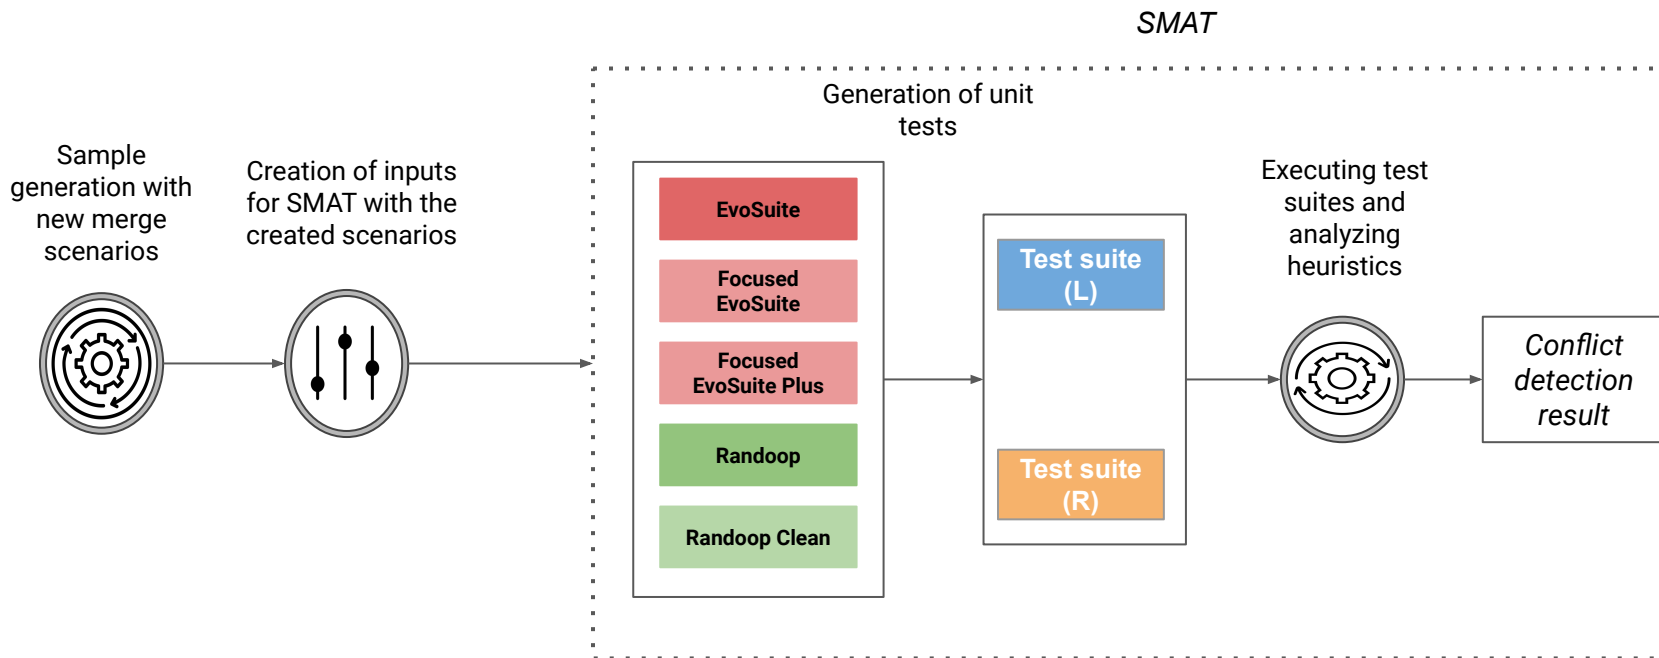 SMAT
Generation of unit
tests
Sample
generation with
new merge
scenarios
Creation of inputs
for SMAT with the
created scenarios
EvoSuite
Focused
EvoSuite
Focused
EvoSuite Plus
Randoop
Randoop Clean
Test suite
(L)
Test suite
(R)
Executing test
suites and
analyzing
heuristics
Conflict
detection
result